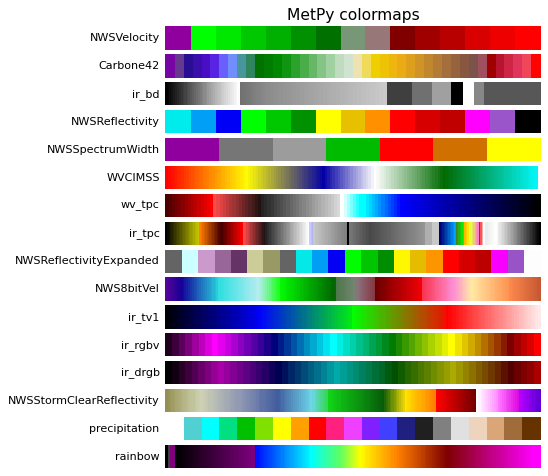 MetPy colormaps
NWSVelocity
Carbone42
ir_bd
NWSReflectivity
NWSSpectrumWidth
WVCIMSS
wv_tpc
ir_tpc
NWSReflectivityExpanded
NWS8bitVel
ir_tv1
ir_rgbv
ir_drgb
NWSStormClearReflectivity
precipitation
rainbow